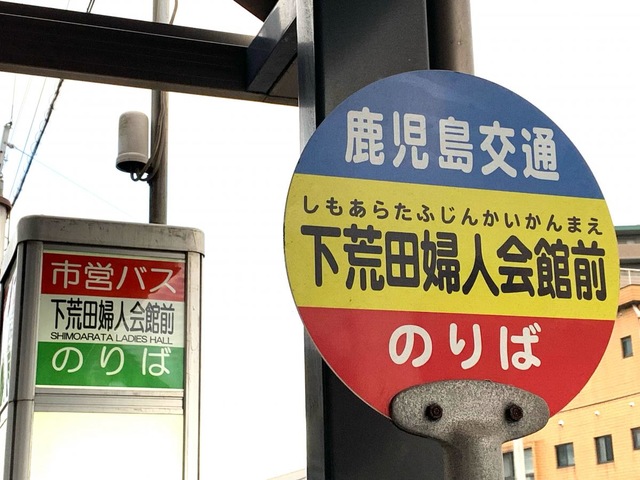 鹿児島交通
しもあらたふじんかいかんまえ
下荒田婦人会館前
のりば
市営バス
下荒田婦人会館前
SHIMOARATA LADIES HALL
のりば